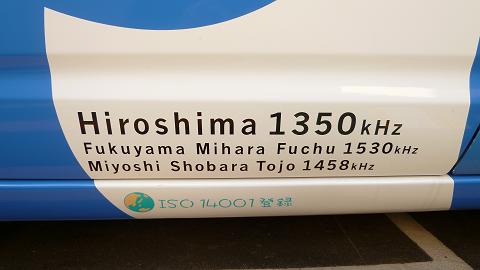 Hiroshima 1350kHz
Fukuyama Mihara Fuchu 1530kHz
Miyoshi Shobara Tojo 1458kHz
ISO 14001登録